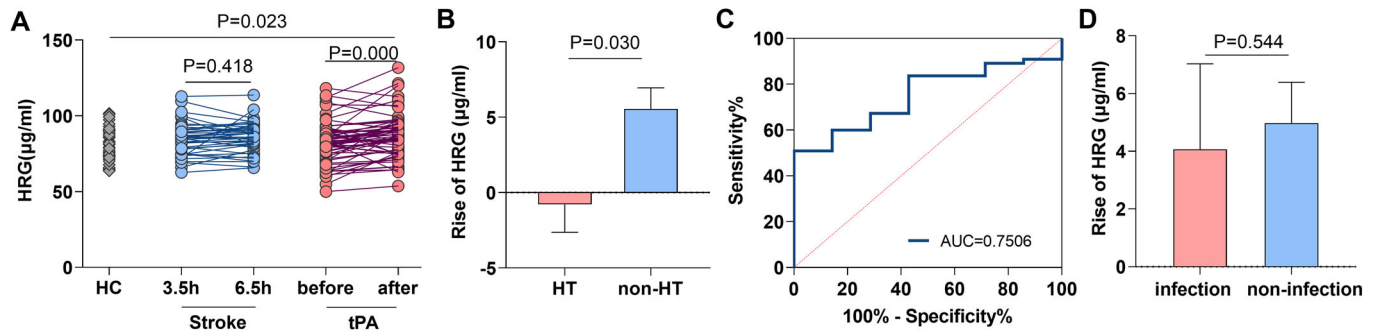 A
P=0.023
P=0.000
P=0.418
HRG(µg/ml)
150
100
50
0
HC
3.5h
6.5h
before
after
Stroke
tPA
B
P=0.030
Rise of HRG (µg/ml)
10
5
0
-5
HT
non-HT
C
Sensitivity%
100
80
60
40
20
0
AUC=0.7506
0
20
40
60
80
100
100% - Specificity%
D
P=0.544
Rise of HRG (µg/ml)
8
6
4
2
0
infection
non-infection